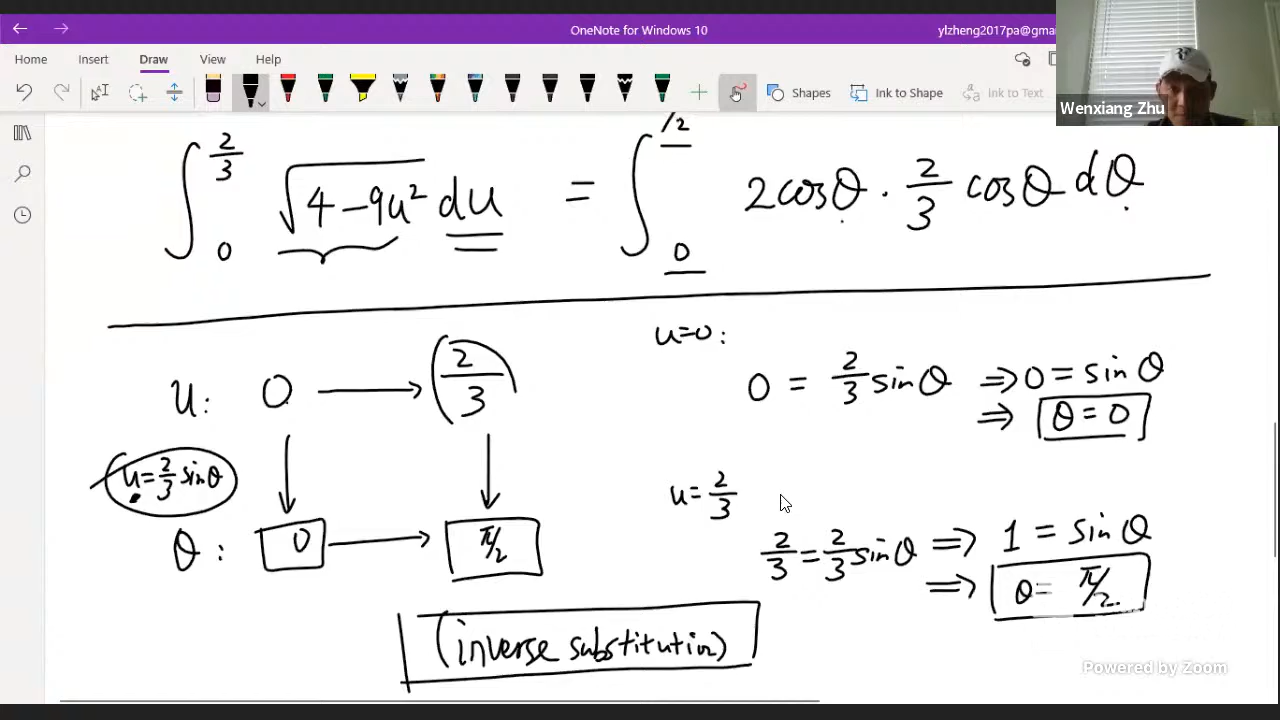 OneNote for Windows 10
ylzheng2017pa@gma
Home Insert Draw View Help
Shapes Ink to Shape Ink to Text
Wenxiang Zhu
∫₀^{2/3} √(4-9u²) du = ∫₀^{/2} 2cosθ · 2/3 cosθ dθ
u=0:
U: 0 → 2/3
0 = 2/3 sinθ ⇒ 0 = sinθ
⇒ θ = 0
u=2/3 sinθ
u= 2/3
θ: 0 → π/2
2/3 = 2/3 sinθ ⇒ 1 = sinθ
⇒ θ= π/2
(inverse substitution)
Powered by Zoom